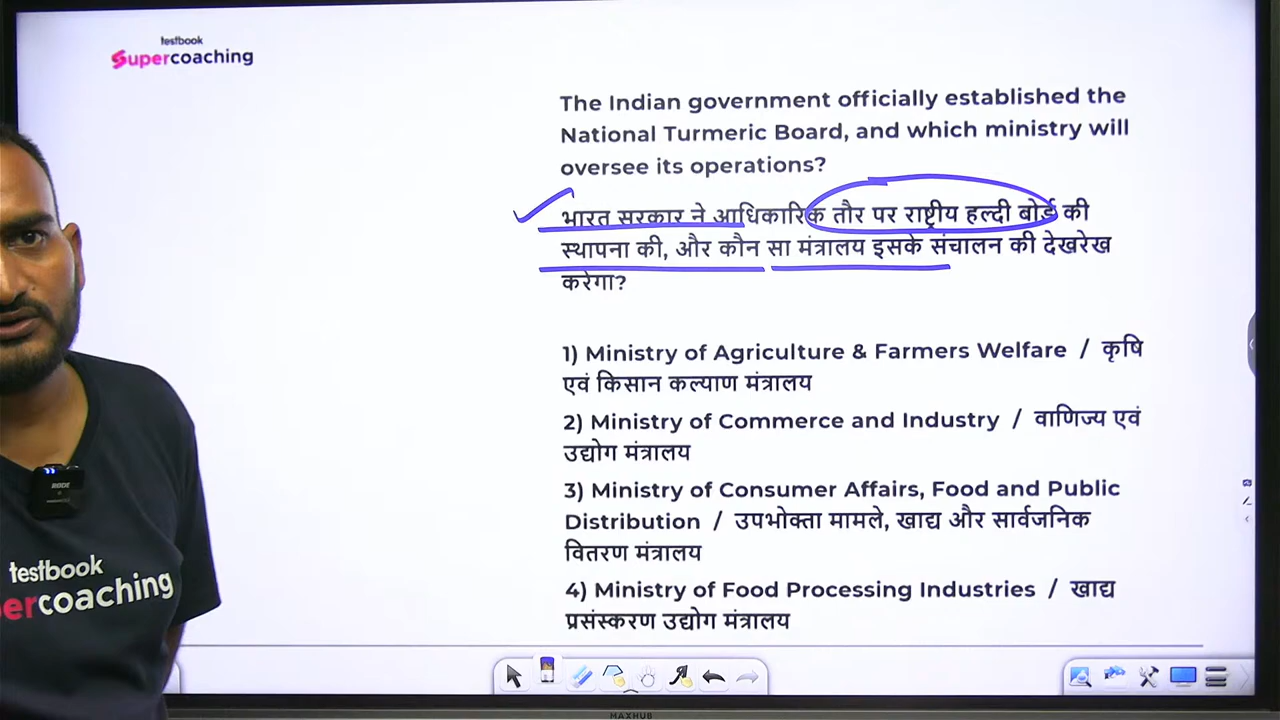 testbook
Supercoaching
The Indian government officially established the
National Turmeric Board, and which ministry will
oversee its operations?
भारत सरकार ने आधिकारिक तौर पर राष्ट्रीय हल्दी बोर्ड की
स्थापना की, और कौन सा मंत्रालय इसके संचालन की देखरेख
करेगा?
1) Ministry of Agriculture & Farmers Welfare / कृषि
एवं किसान कल्याण मंत्रालय
2) Ministry of Commerce and Industry / वाणिज्य एवं
उद्योग मंत्रालय
3) Ministry of Consumer Affairs, Food and Public
Distribution / उपभोक्ता मामले, खाद्य और सार्वजनिक
वितरण मंत्रालय
4) Ministry of Food Processing Industries / खाद्य
प्रसंस्करण उद्योग मंत्रालय
RODE
testbook
percoaching
MAXHUB